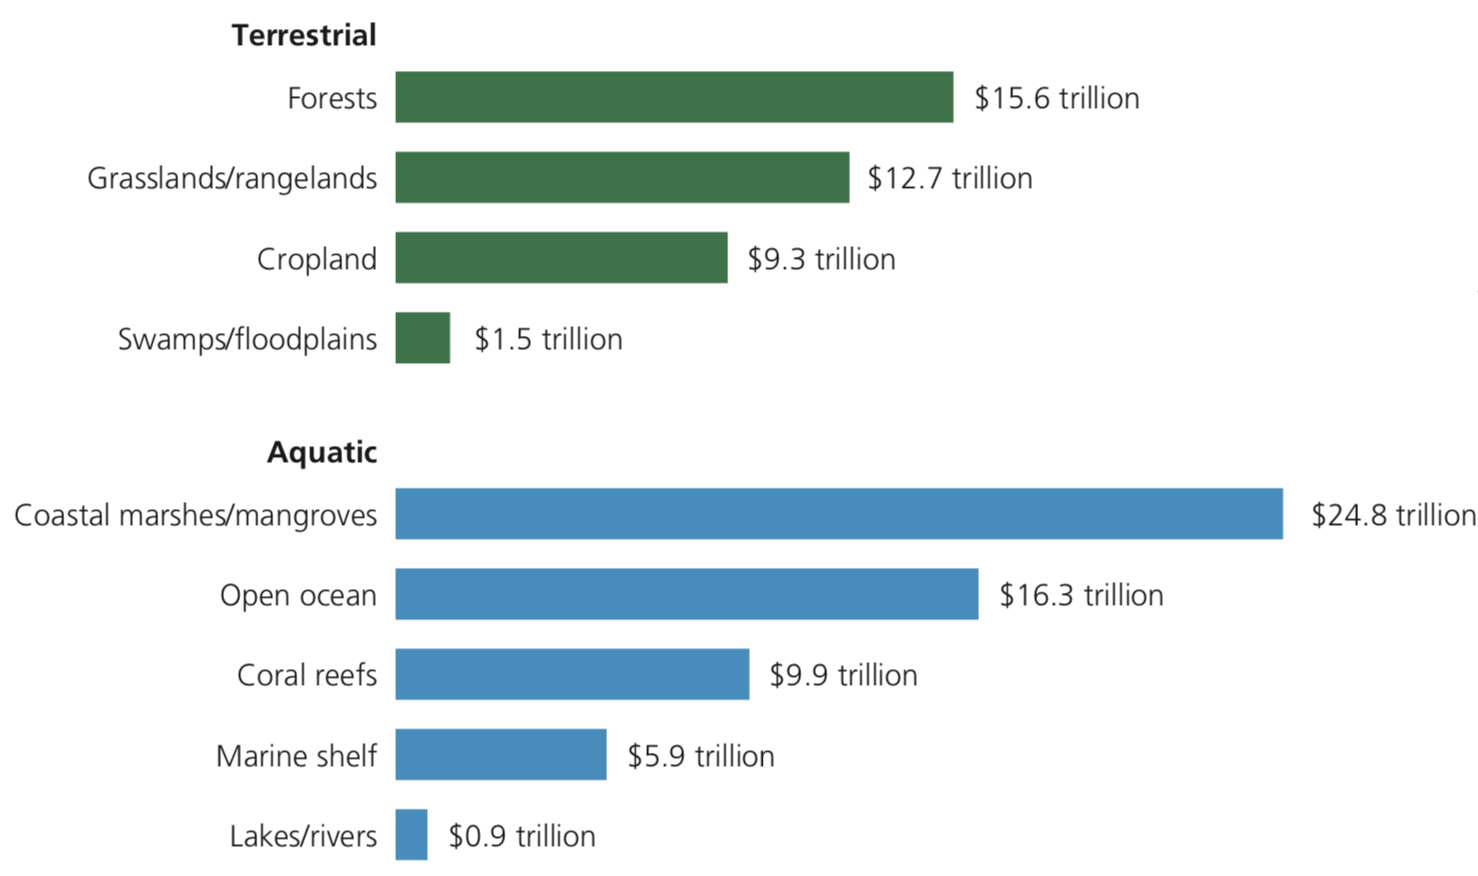 Terrestrial
Forests $15.6 trillion
Grasslands/rangelands $12.7 trillion
Cropland $9.3 trillion
Swamps/floodplains $1.5 trillion
Aquatic
Coastal marshes/mangroves $24.8 trillion
Open ocean $16.3 trillion
Coral reefs $9.9 trillion
Marine shelf $5.9 trillion
Lakes/rivers $0.9 trillion